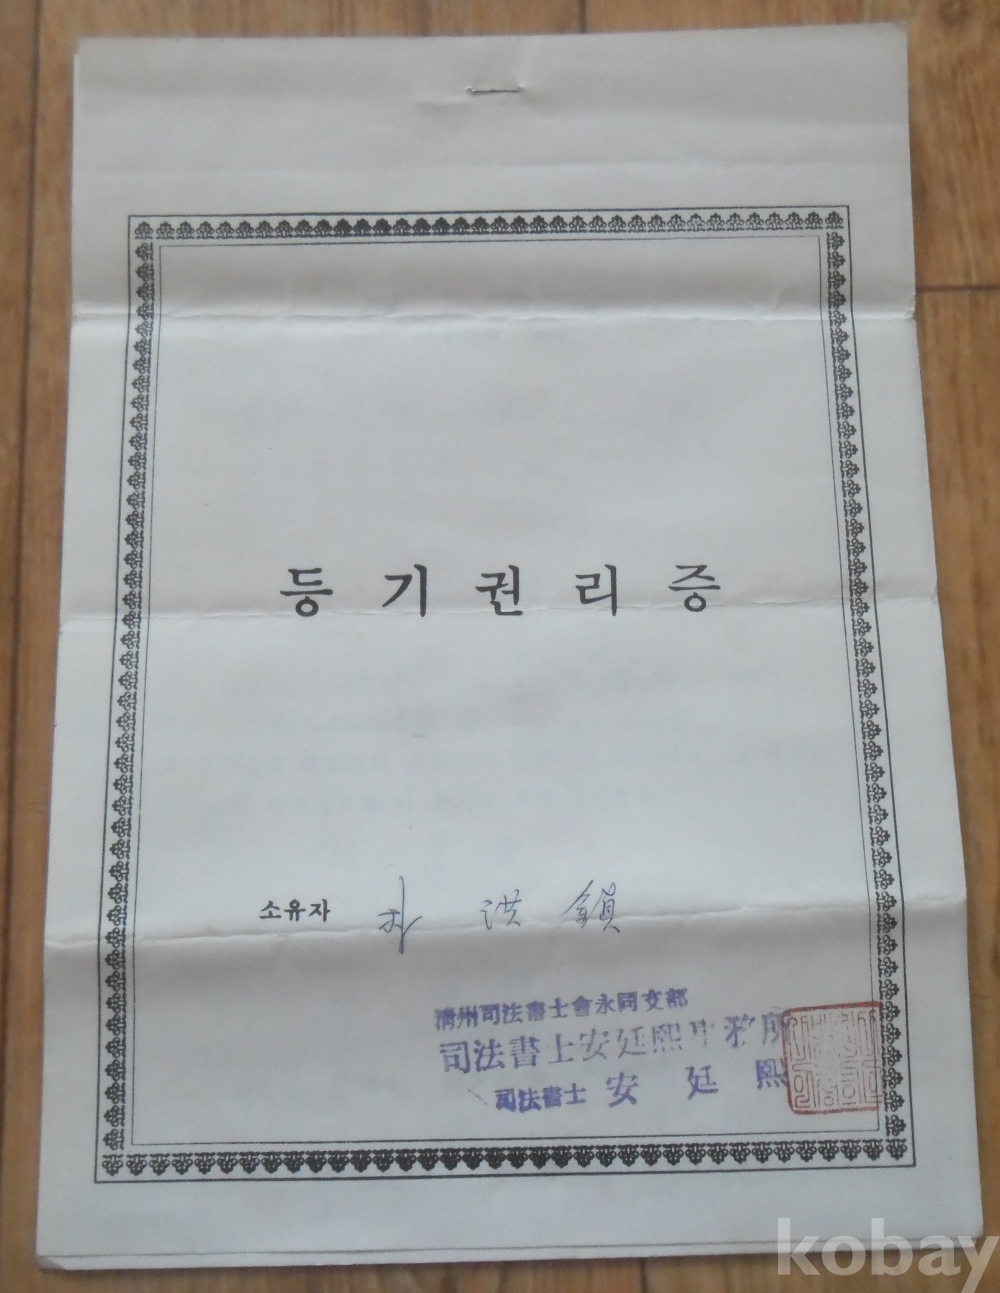 등기권리증
소유자 朴 洪 鎭
淸州司法書士會永同支部
司法書士安廷熙事務所
司法書士 安 廷 熙
kobay